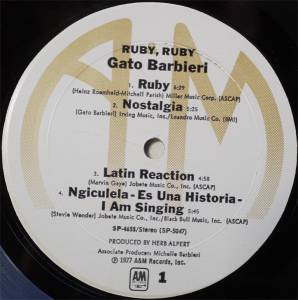 RUBY, RUBY
Gato Barbieri
1. Ruby 6:29
(Heinz Roemheld-Mitchell Parish) Miller Music Corp. (ASCAP)
2. Nostalgia 5:25
(Gato Barbieri) Irving Music, Inc./Leandro Music Co. (BMI)
3. Latin Reaction 4:58
(Marvin Gaye) Jobete Music Co., Inc. (ASCAP)
4. Ngiculela-Es Una Historia-
I Am Singing 5:45
(Stevie Wonder) Jobete Music Co., Inc./Black Bull Music, Inc. (ASCAP)
SP-4655/Stereo (SP-5047)
PRODUCED BY HERB ALPERT
Associate Producer: Michelle Barbieri
℗ 1977 A&M Records, Inc.
A&M
1